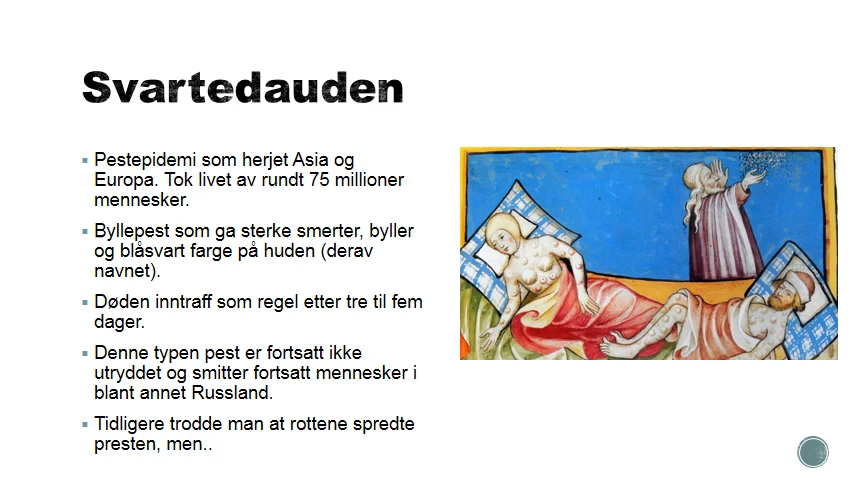 Svartedauden
▪ Pestepidemi som herjet Asia og
Europa. Tok livet av rundt 75 millioner
mennesker.
▪ Byllepest som ga sterke smerter, byller
og blåsvart farge på huden (derav
navnet).
▪ Døden inntraff som regel etter tre til fem
dager.
▪ Denne typen pest er fortsatt ikke
utryddet og smitter fortsatt mennesker i
blant annet Russland.
▪ Tidligere trodde man at rottene spredte
presten, men..